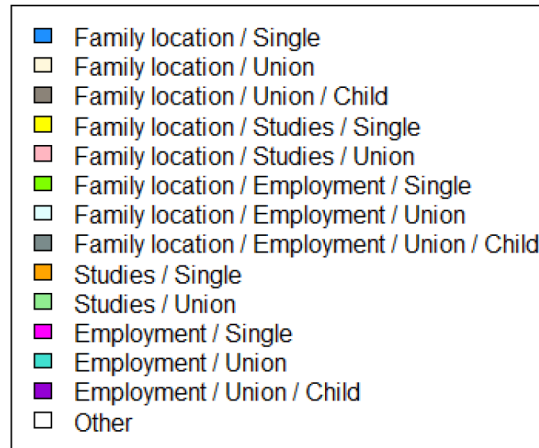 Family location / Single
Family location / Union
Family location / Union / Child
Family location / Studies / Single
Family location / Studies / Union
Family location / Employment / Single
Family location / Employment / Union
Family location / Employment / Union / Child
Studies / Single
Studies / Union
Employment / Single
Employment / Union
Employment / Union / Child
Other